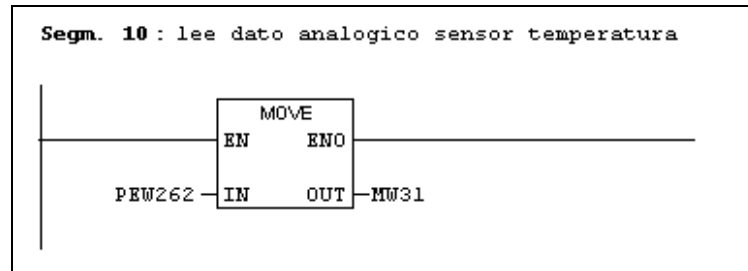 Segm. 10 : lee dato analogico sensor temperatura
MOVE
EN ENO
PEW262 IN OUT MW31